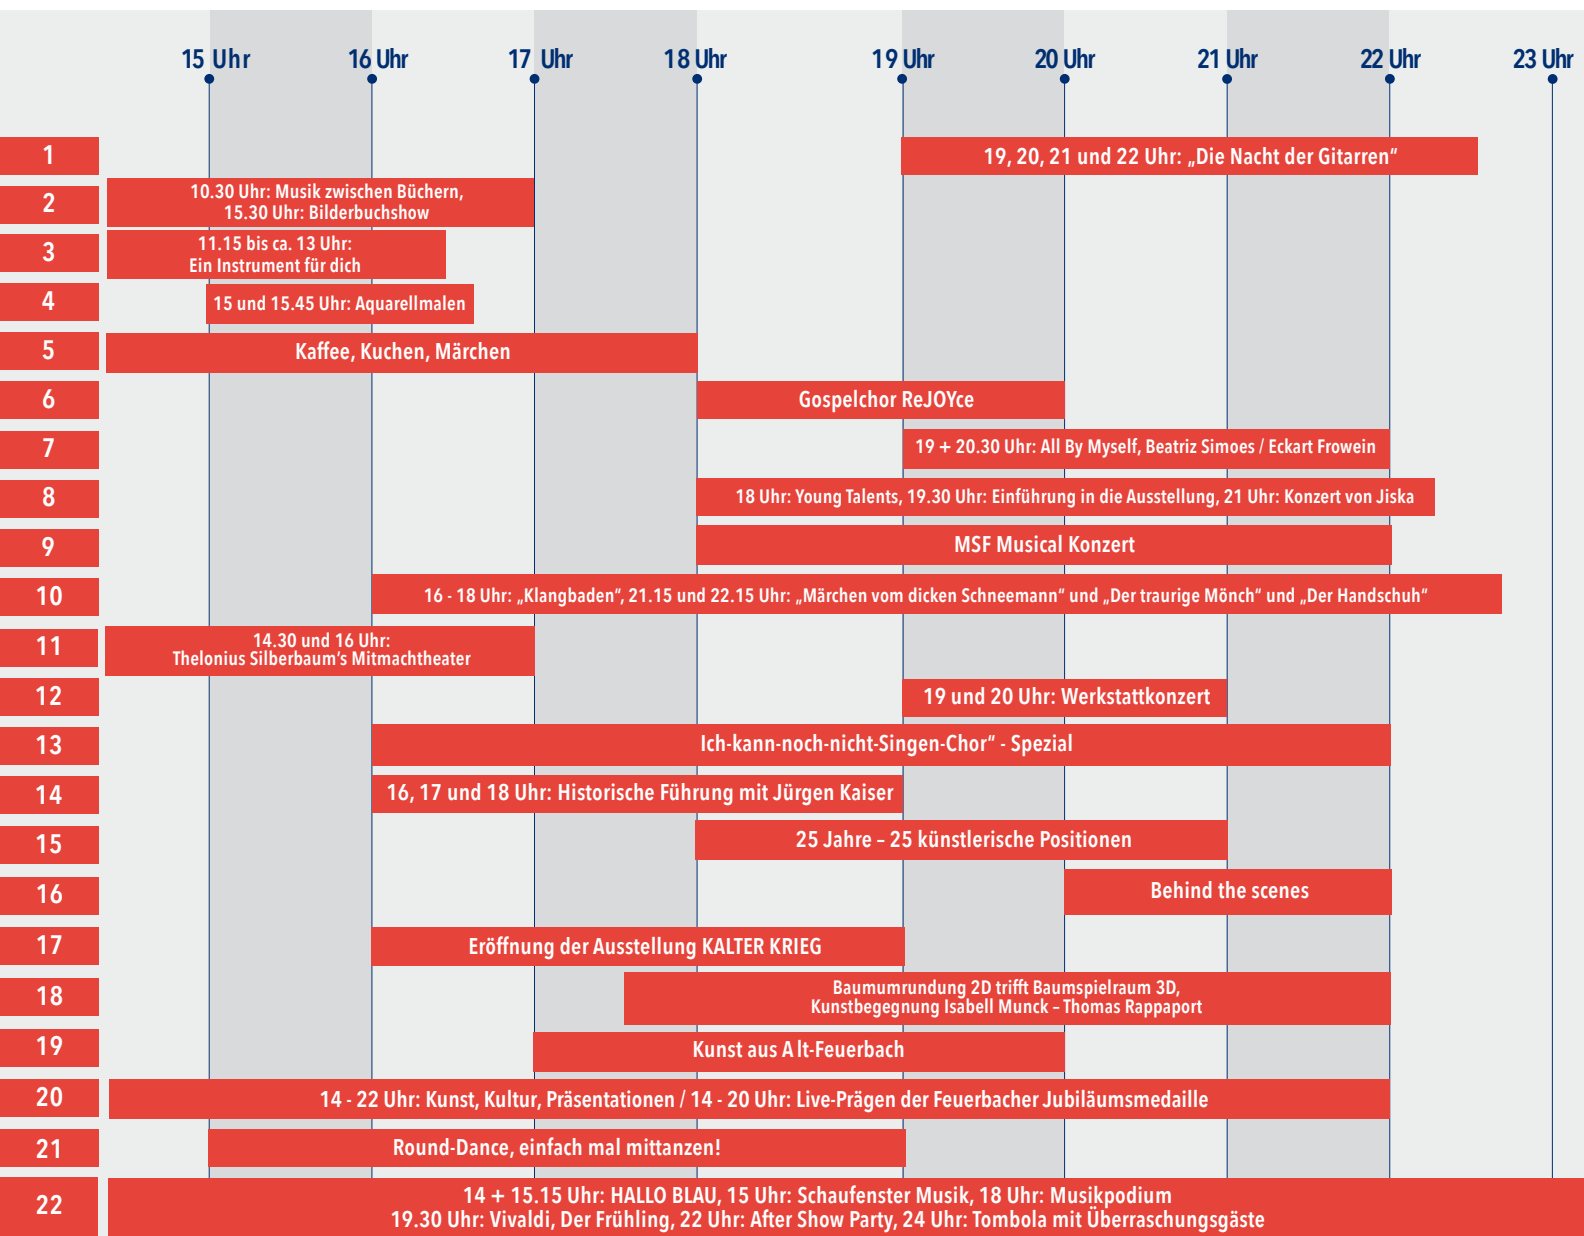 15 Uhr 16 Uhr 17 Uhr 18 Uhr 19 Uhr 20 Uhr 21 Uhr 22 Uhr 23 Uhr
1
19, 20, 21 und 22 Uhr: „Die Nacht der Gitarren“
2
10.30 Uhr: Musik zwischen Büchern,
15.30 Uhr: Bilderbuchshow
3
11.15 bis ca. 13 Uhr:
Ein Instrument für dich
4
15 und 15.45 Uhr: Aquarellmalen
5
Kaffee, Kuchen, Märchen
6
Gospelchor ReJOYce
7
19 + 20.30 Uhr: All By Myself, Beatriz Simoes / Eckart Frowein
8
18 Uhr: Young Talents, 19.30 Uhr: Einführung in die Ausstellung, 21 Uhr: Konzert von Jiska
9
MSF Musical Konzert
10
16 - 18 Uhr: „Klangbaden“, 21.15 und 22.15 Uhr: „Märchen vom dicken Schneemann“ und „Der traurige Mönch“ und „Der Handschuh“
11
14.30 und 16 Uhr:
Thelonius Silberbaum‘s Mitmachtheater
12
19 und 20 Uhr: Werkstattkonzert
13
Ich-kann-noch-nicht-Singen-Chor“ - Spezial
14
16, 17 und 18 Uhr: Historische Führung mit Jürgen Kaiser
15
25 Jahre – 25 künstlerische Positionen
16
Behind the scenes
17
Eröffnung der Ausstellung KALTER KRIEG
18
Baumumrundung 2D trifft Baumspielraum 3D,
Kunstbegegnung Isabell Munck – Thomas Rappaport
19
Kunst aus Alt-Feuerbach
20
14 - 22 Uhr: Kunst, Kultur, Präsentationen / 14 - 20 Uhr: Live-Prägen der Feuerbacher Jubiläumsmedaille
21
Round-Dance, einfach mal mittanzen!
22
14 + 15.15 Uhr: HALLO BLAU, 15 Uhr: Schaufenster Musik, 18 Uhr: Musikpodium
19.30 Uhr: Vivaldi, Der Frühling, 22 Uhr: After Show Party, 24 Uhr: Tombola mit Überraschungsgäste